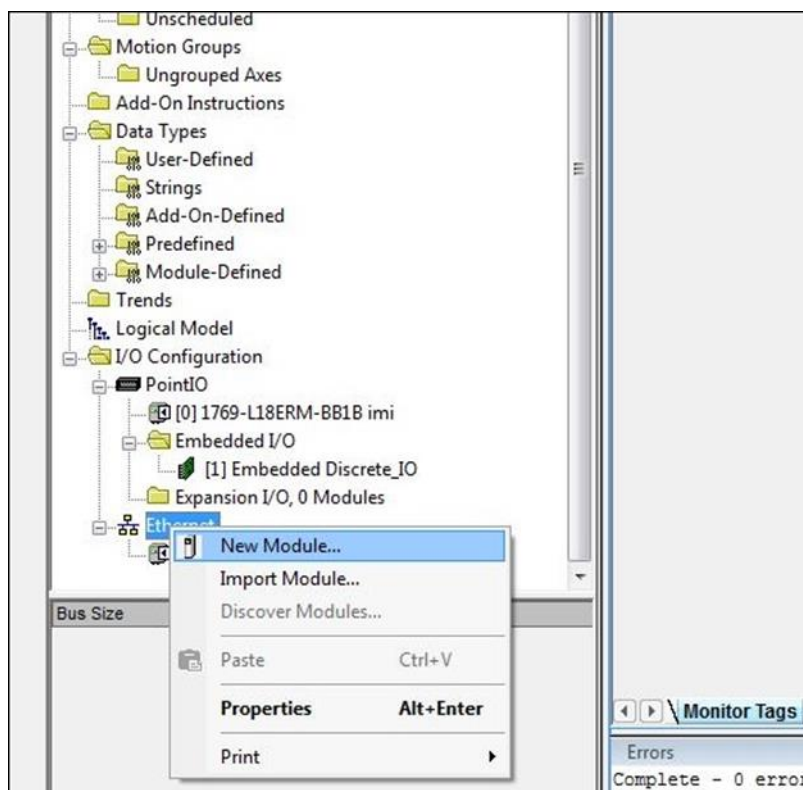 Unscheduled
Motion Groups
Ungrouped Axes
Add-On Instructions
Data Types
User-Defined
Strings
Add-On-Defined
Predefined
Module-Defined
Trends
Logical Model
I/O Configuration
PointIO
[0] 1769-L18ERM-BB1B imi
Embedded I/O
[1] Embedded Discrete_IO
Expansion I/O, 0 Modules
Ethernet
New Module...
Import Module...
Discover Modules...
Bus Size
Paste Ctrl+V
Properties Alt+Enter
Print
Monitor Tags
Errors
Complete - 0 error